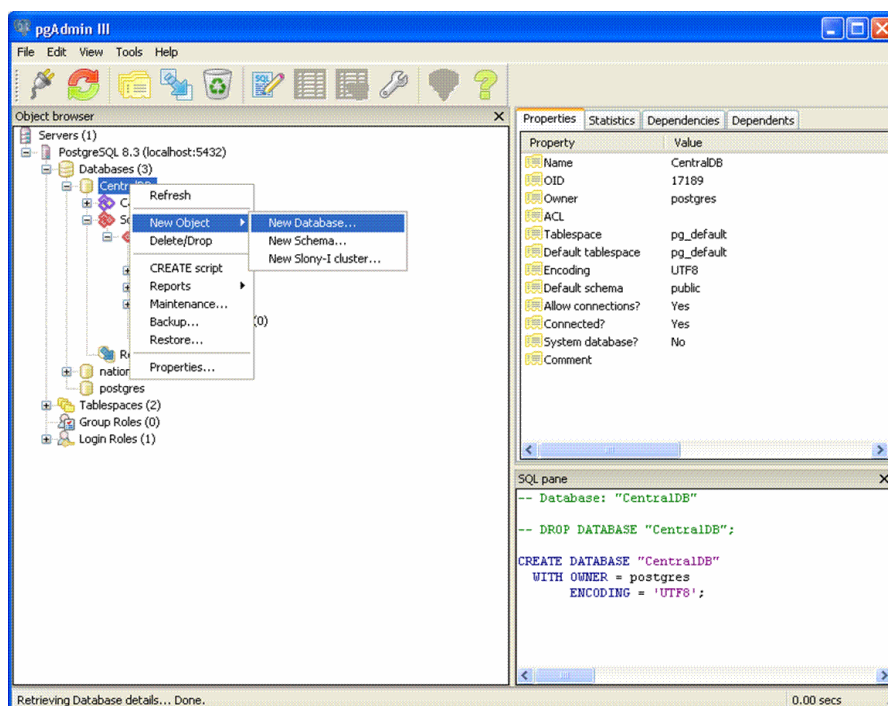 pgAdmin III
File Edit View Tools Help
Object browser
Servers (1)
PostgreSQL 8.3 (localhost:5432)
Databases (3)
Refresh
New Object
Delete/Drop
CREATE script
Reports
Maintenance...
Backup...
Restore...
Properties...
New Database...
New Schema...
New Slony-I cluster...
(0)
postgres
Tablespaces (2)
Group Roles (0)
Login Roles (1)
Properties Statistics Dependencies Dependents
Property Value
Name CentralDB
OID 17189
Owner postgres
ACL
Tablespace pg_default
Default tablespace pg_default
Encoding UTF8
Default schema public
Allow connections? Yes
Connected? Yes
System database? No
Comment
SQL pane
-- Database: "CentralDB"
-- DROP DATABASE "CentralDB";
CREATE DATABASE "CentralDB"
WITH OWNER = postgres
ENCODING = 'UTF8';
Retrieving Database details... Done. 0.00 secs